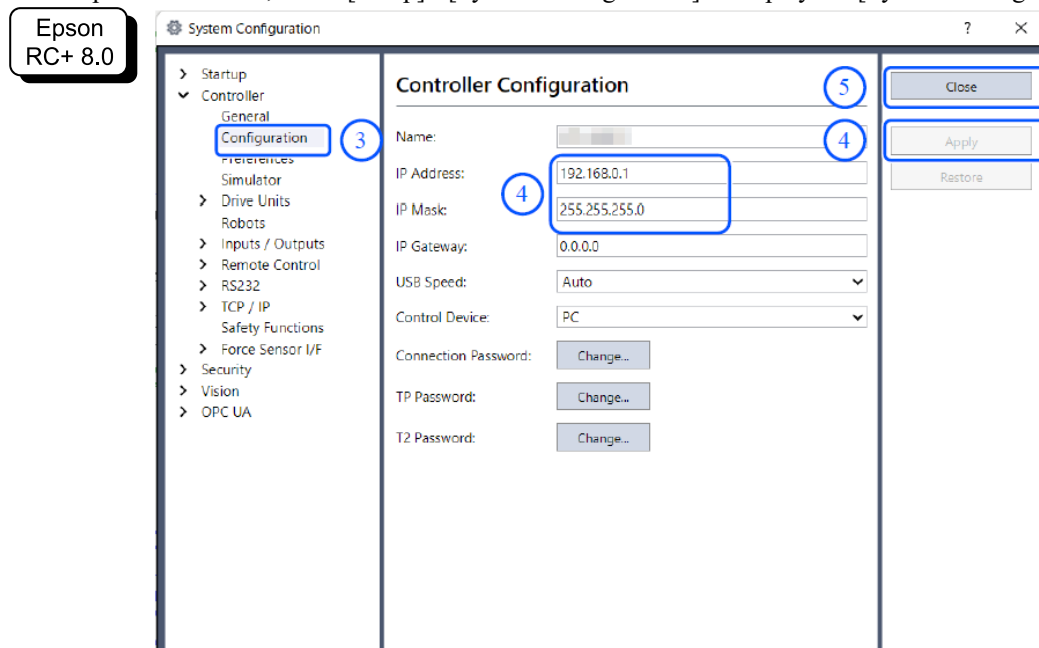 Epson
RC+ 8.0
System Configuration
?
Startup
Controller
General
Configuration
3
Preferences
Simulator
Drive Units
Robots
Inputs / Outputs
Remote Control
RS232
TCP / IP
Safety Functions
Force Sensor I/F
Security
Vision
OPC UA
Controller Configuration
5
Close
Name:
4
Apply
IP Address:
192.168.0.1
Restore
4
IP Mask:
255.255.255.0
IP Gateway:
0.0.0.0
USB Speed:
Auto
Control Device:
PC
Connection Password:
Change...
TP Password:
Change...
T2 Password:
Change...